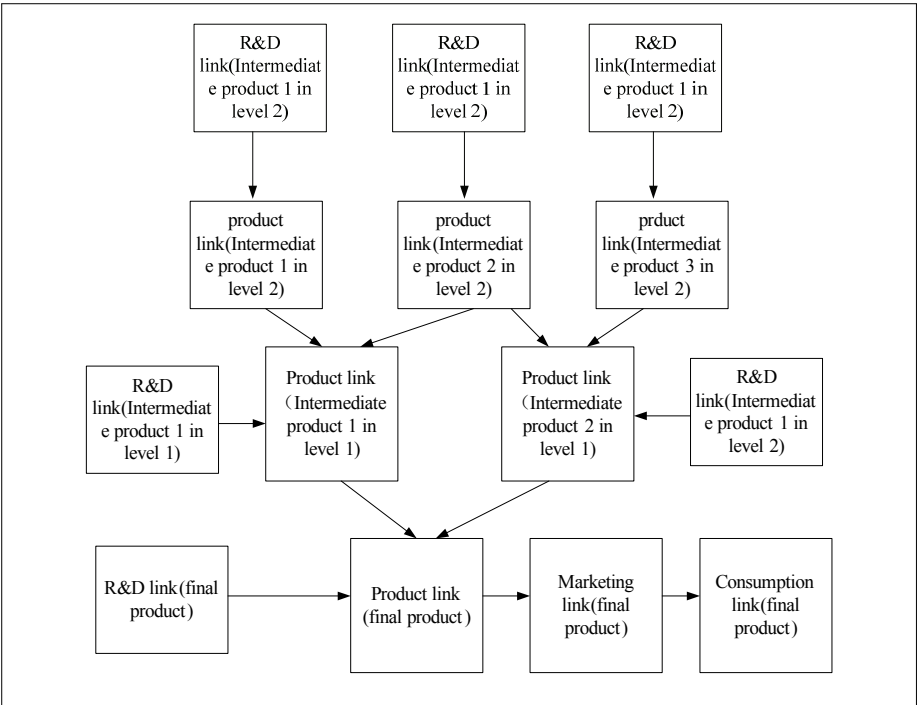 R&D
link(Intermediat
e product 1 in
level 2)
R&D
link(Intermediat
e product 1 in
level 2)
R&D
link(Intermediat
e product 1 in
level 2)
product
link(Intermediat
e product 1 in
level 2)
product
link(Intermediat
e product 2 in
level 2)
prduct
link(Intermediat
e product 3 in
level 2)
R&D
link(Intermediat
e product 1 in
level 1)
Product link
（Intermediate
product 1 in
level 1)
Product link
（Intermediate
product 2 in
level 1)
R&D
link(Intermediat
e product 1 in
level 2)
R&D link(final
product)
Product link
(final product)
Marketing
link(final
product)
Consumption
link(final
product)